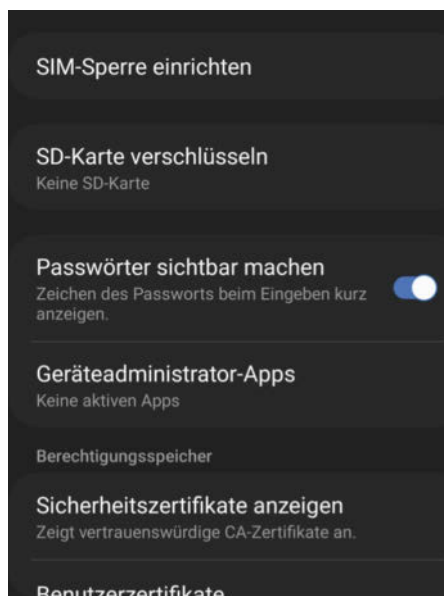 SIM-Sperre einrichten
SD-Karte verschlüsseln
Keine SD-Karte
Passwörter sichtbar machen
Zeichen des Passworts beim Eingeben kurz
anzeigen.
Geräteadministrator-Apps
Keine aktiven Apps
Berechtigungsspeicher
Sicherheitszertifikate anzeigen
Zeigt vertrauenswürdige CA-Zertifikate an.
Benutzerzertifikate